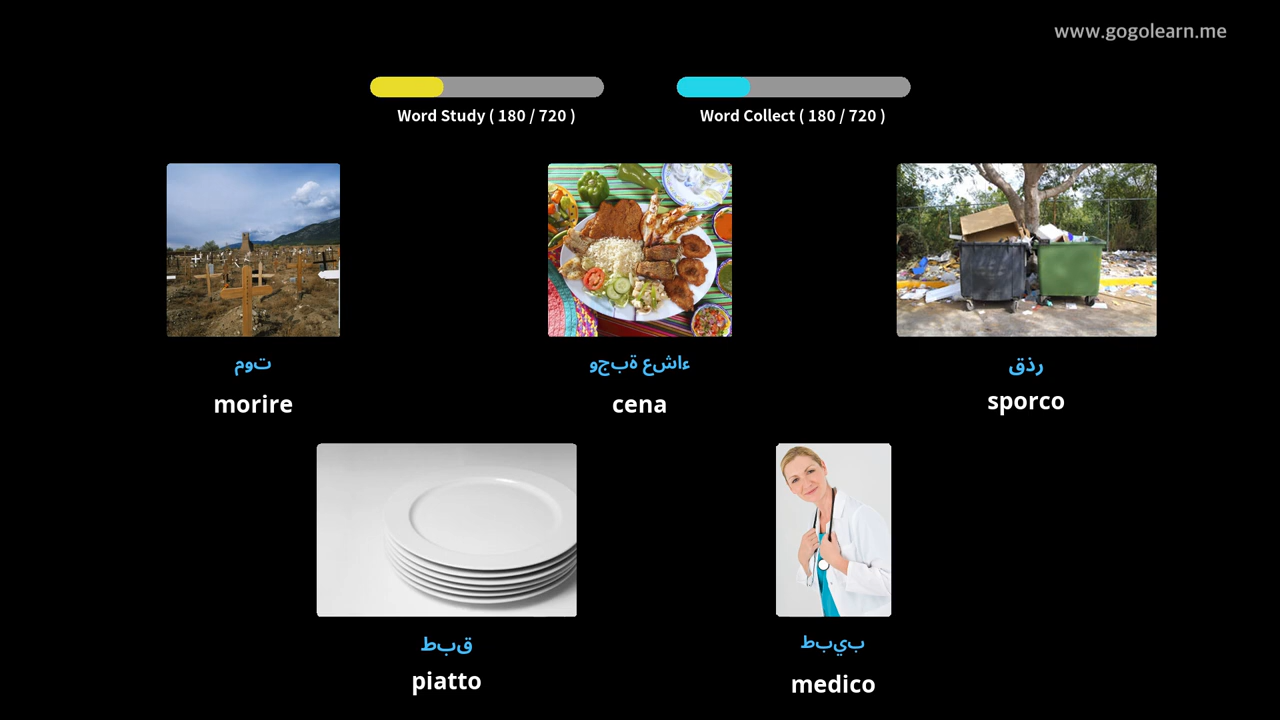 www.gogolearn.me
Word Study ( 180 / 720 )
Word Collect ( 180 / 720 )
توم
morire
ءاشع ةبجو
cena
رذق
sporco
قبط
piatto
بيبط
medico